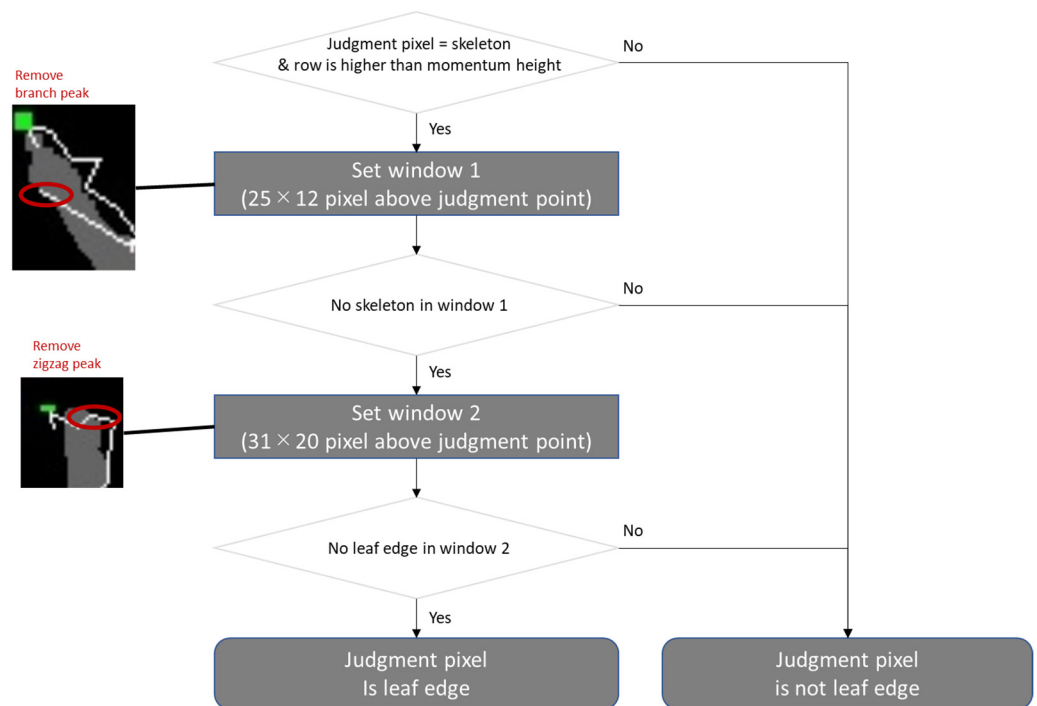 Judgment pixel = skeleton
& row is higher than momentum height
No
Remove
branch peak
Yes
Set window 1
(25×12 pixel above judgment point)
No skeleton in window 1
No
Remove
zigzag peak
Yes
Set window 2
(31×20 pixel above judgment point)
No leaf edge in window 2
No
Yes
Judgment pixel
Is leaf edge
Judgment pixel
is not leaf edge